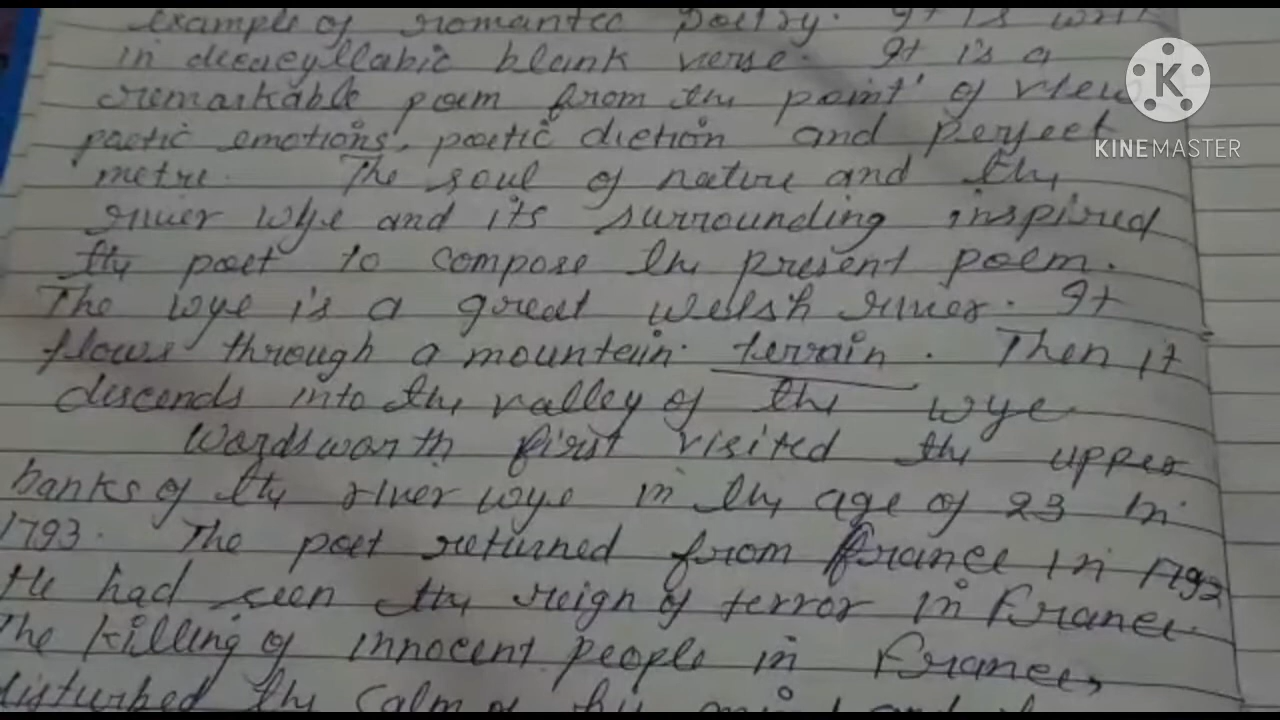 example of romantic poetry. It is writ
in decasyllabic blank verse. It is a
remarkable poem from the point of view
poetic emotions, poetic diction and perfect
metre. The soul of nature and the
river wye and its surrounding inspired
the poet to compose the present poem.
The wye is a great welsh river. It
flows through a mountein terrain. Then it
descends into the valley of the wye
Wordsworth first visited the upper
banks of the river wye in the age of 23 in
1793. The poet returned from France in 1792
He had seen the reign of terror in France.
The killing of innocent people in France,
disturbed the calm of his mind and
K
KINEMASTER